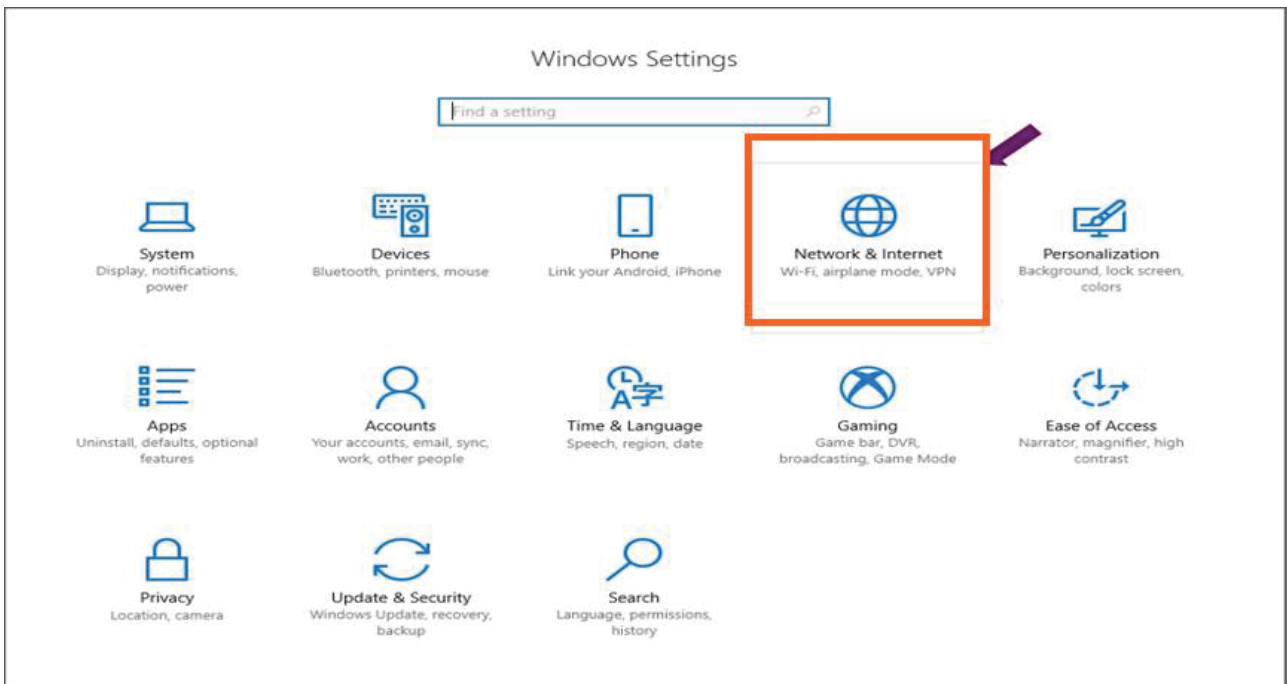 Windows Settings
Find a setting
System
Display, notifications,
power
Devices
Bluetooth, printers, mouse
Phone
Link your Android, iPhone
Network & Internet
Wi-Fi, airplane mode, VPN
Personalization
Background, lock screen,
colors
Apps
Uninstall, defaults, optional
features
Accounts
Your accounts, email, sync,
work, other people
A字
Time & Language
Speech, region, date
Gaming
Game bar, DVR,
broadcasting, Game Mode
Ease of Access
Narrator, magnifier, high
contrast
Privacy
Location, camera
Update & Security
Windows Update, recovery,
backup
Search
Language, permissions,
history